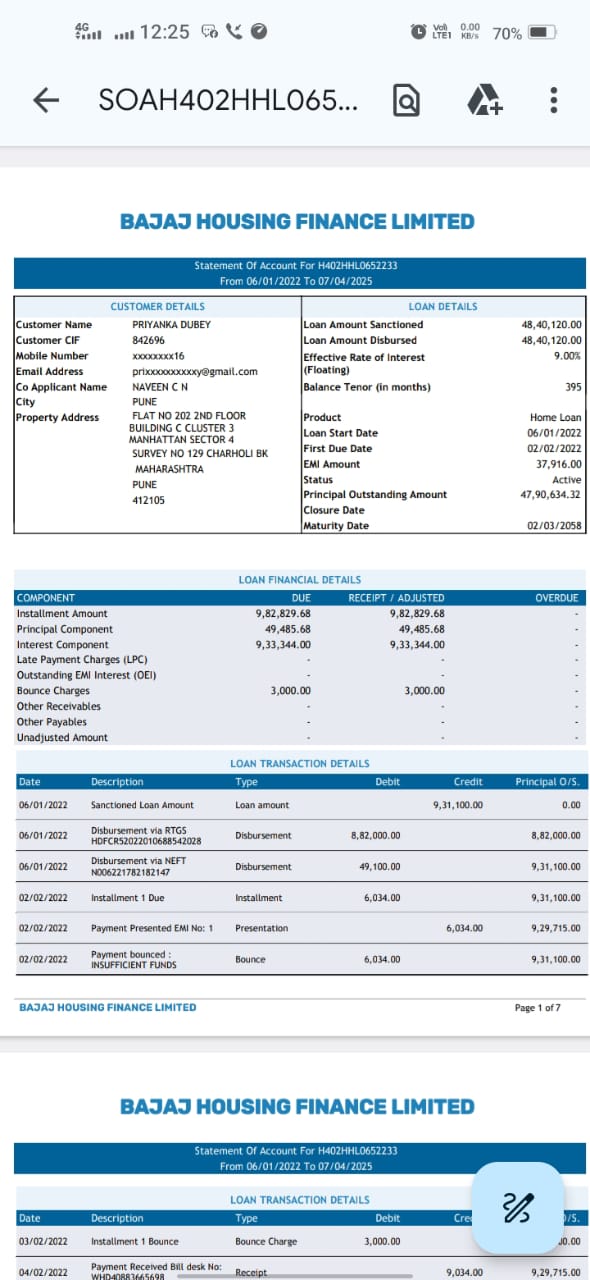 4G 12:25 Vo)) LTE1 0.00 KB/s 70%
SOAH402HHL065...
BAJAJ HOUSING FINANCE LIMITED
Statement Of Account For H402HHL0652233
From 06/01/2022 To 07/04/2025
CUSTOMER DETAILS LOAN DETAILS
Customer Name PRIYANKA DUBEY Loan Amount Sanctioned 48,40,120.00
Customer CIF 842696 Loan Amount Disbursed 48,40,120.00
Mobile Number xxxxxxxx16 Effective Rate of Interest 9.00%
Email Address prixxxxxxxxxy@gmail.com (Floating)
Co Applicant Name NAVEEN C N Balance Tenor (in months) 395
City PUNE
Property Address FLAT NO 202 2ND FLOOR Product Home Loan
BUILDING C CLUSTER 3 Loan Start Date 06/01/2022
MANHATTAN SECTOR 4 First Due Date 02/02/2022
SURVEY NO 129 CHARHOLI BK EMI Amount 37,916.00
MAHARASHTRA Status Active
PUNE Principal Outstanding Amount 47,90,634.32
412105 Closure Date
Maturity Date 02/03/2058
LOAN FINANCIAL DETAILS
COMPONENT DUE RECEIPT / ADJUSTED OVERDUE
Installment Amount 9,82,829.68 9,82,829.68 -
Principal Component 49,485.68 49,485.68 -
Interest Component 9,33,344.00 9,33,344.00 -
Late Payment Charges (LPC) - - -
Outstanding EMI Interest (OEI) - - -
Bounce Charges 3,000.00 3,000.00 -
Other Receivables - - -
Other Payables - - -
Unadjusted Amount - - -
LOAN TRANSACTION DETAILS
Date Description Type Debit Credit Principal O/S.
06/01/2022 Sanctioned Loan Amount Loan amount 9,31,100.00 0.00
06/01/2022 Disbursement via RTGS Disbursement 8,82,000.00 8,82,000.00
HDFCR52022010688542028
06/01/2022 Disbursement via NEFT Disbursement 49,100.00 9,31,100.00
N006221782182147
02/02/2022 Installment 1 Due Installment 6,034.00 9,31,100.00
02/02/2022 Payment Presented EMI No: 1 Presentation 6,034.00 9,29,715.00
02/02/2022 Payment bounced : Bounce 6,034.00 9,31,100.00
INSUFFICIENT FUNDS
BAJAJ HOUSING FINANCE LIMITED Page 1 of 7
BAJAJ HOUSING FINANCE LIMITED
Statement Of Account For H402HHL0652233
From 06/01/2022 To 07/04/2025
LOAN TRANSACTION DETAILS
Date Description Type Debit Cre /S.
03/02/2022 Installment 1 Bounce Bounce Charge 3,000.00 00.00
04/02/2022 Payment Received Bill desk No: Receipt 9,034.00 9,29,715.00
WHD40883665698